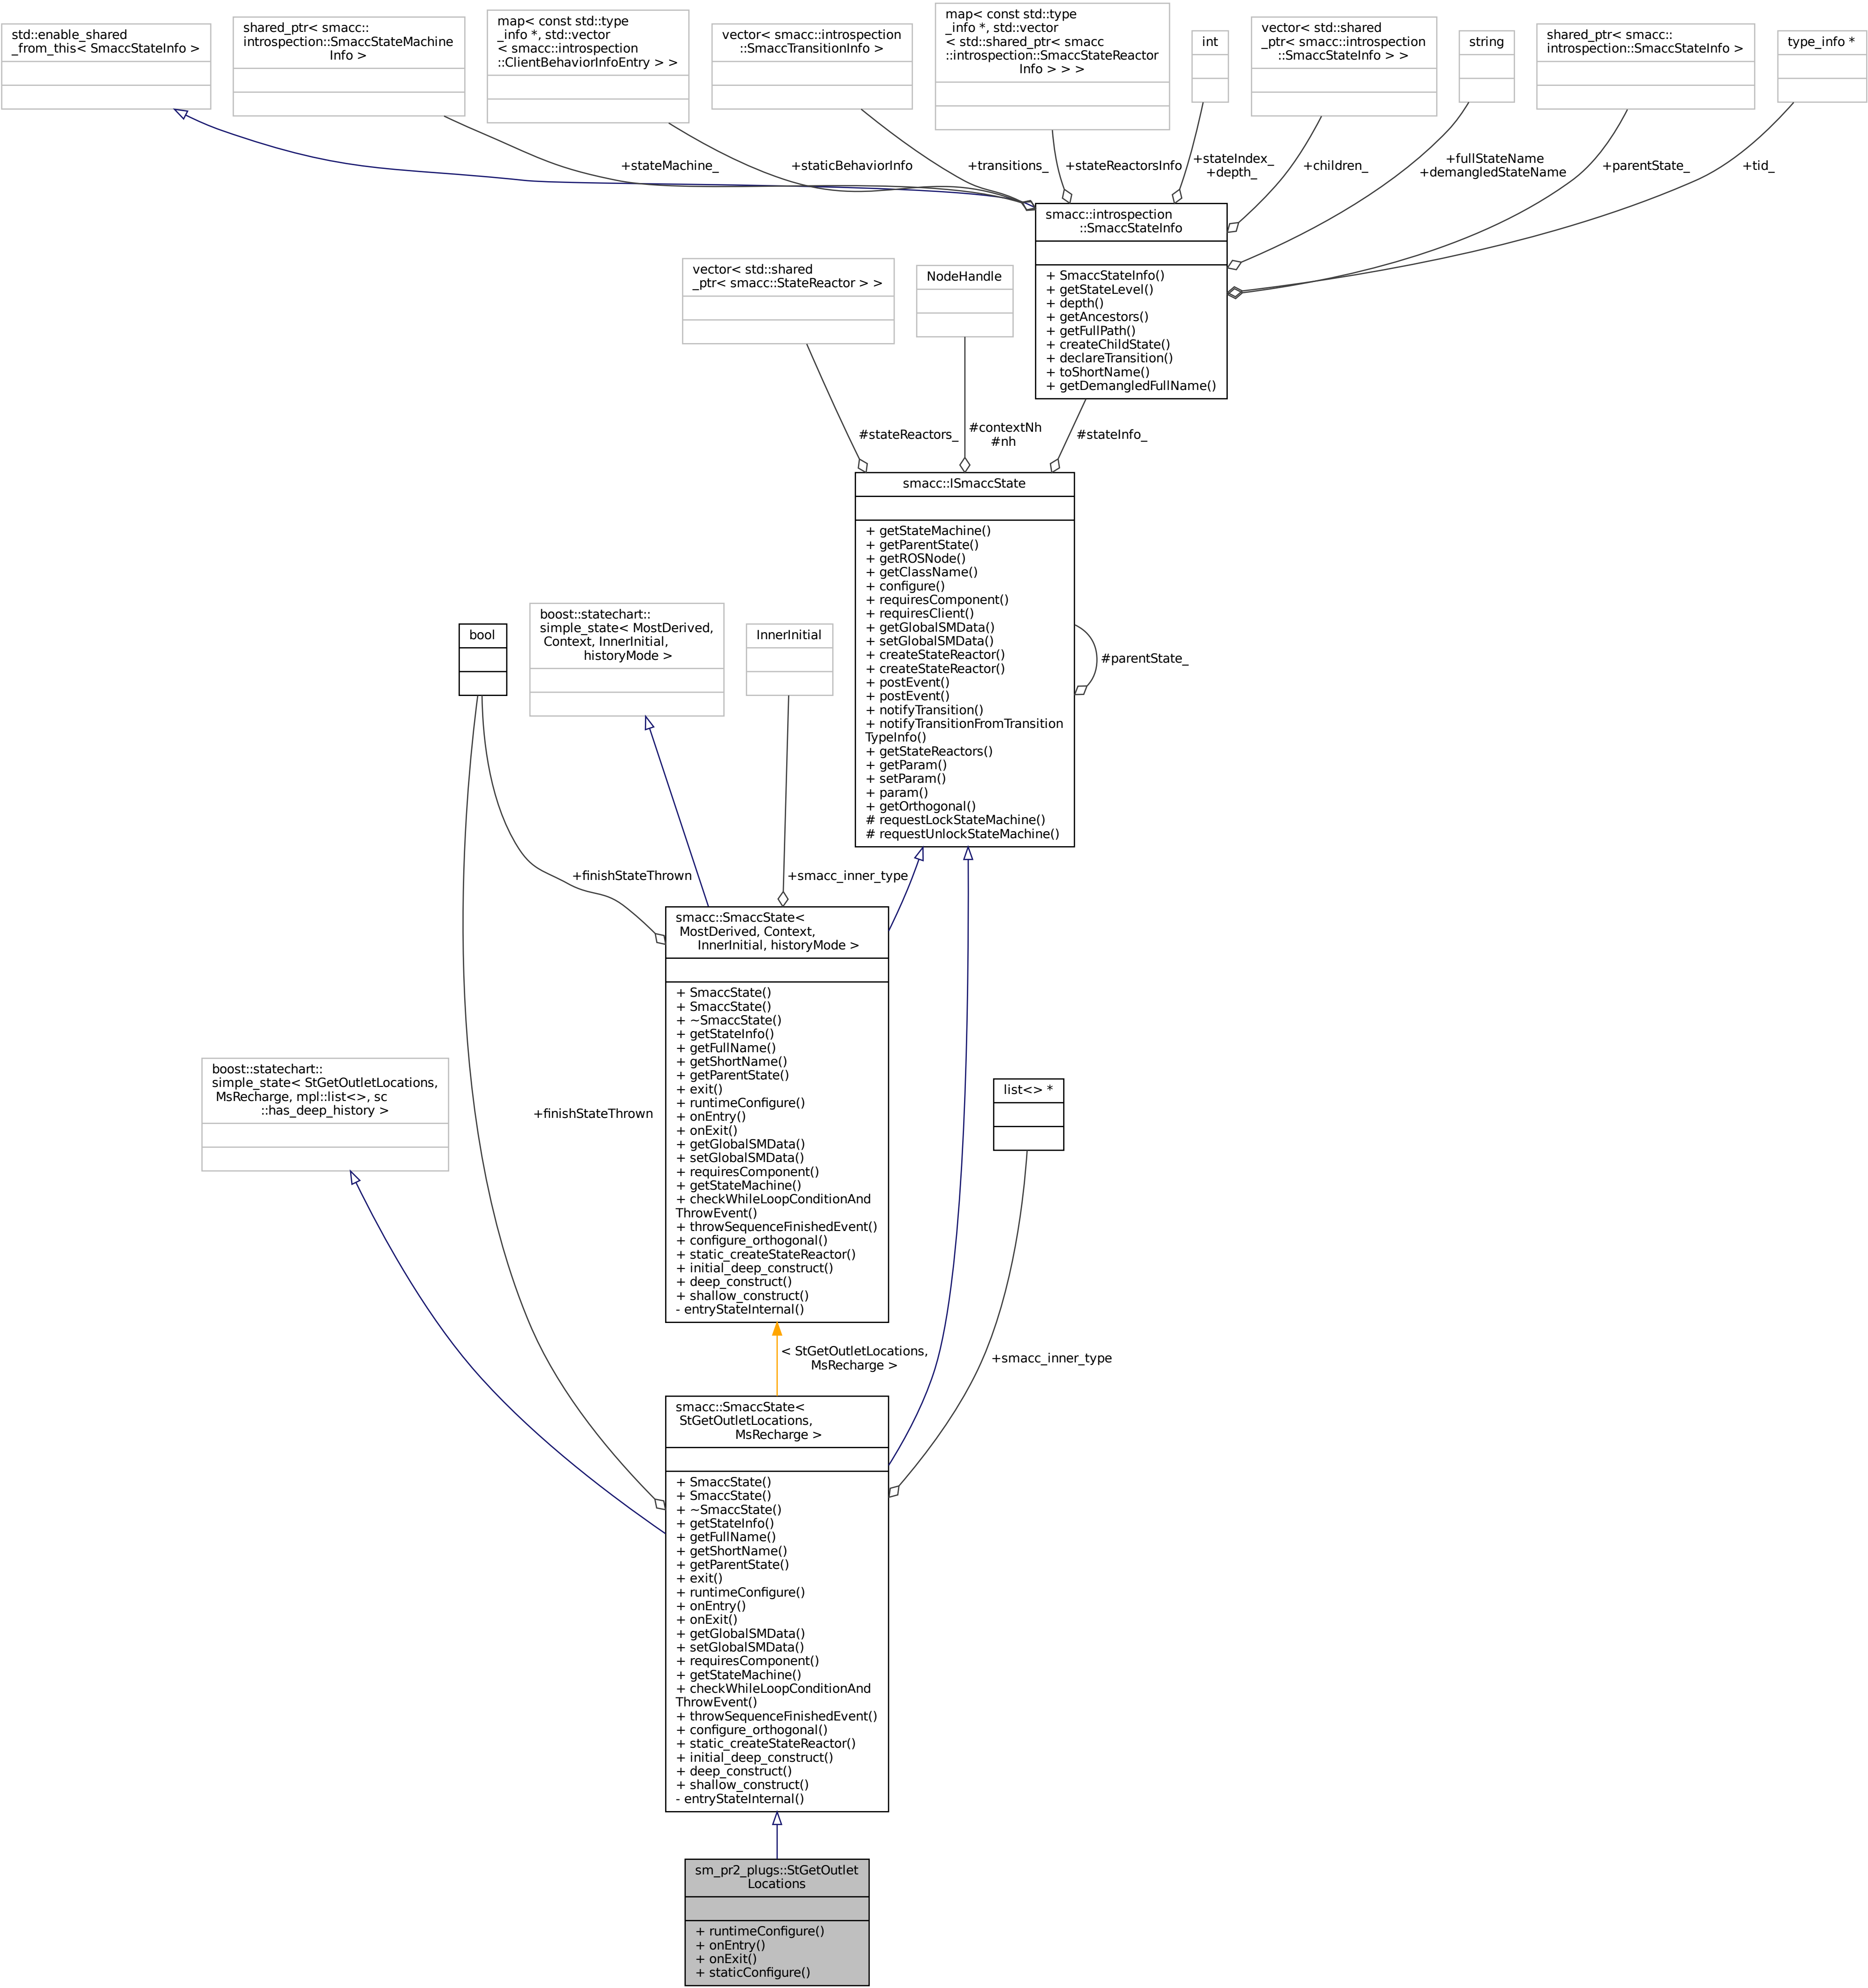 std::enable_shared
_from_this< SmaccStateInfo >
shared_ptr< smacc::
introspection::SmaccStateMachine
Info >
map< const std::type
_info *, std::vector
< smacc::introspection
::ClientBehaviorInfoEntry > >
vector< smacc::introspection
::SmaccTransitionInfo >
map< const std::type
_info *, std::vector
< std::shared_ptr< smacc
::introspection::SmaccStateReactor
Info > > >
int
vector< std::shared
_ptr< smacc::introspection
::SmaccStateInfo > >
string
shared_ptr< smacc::
introspection::SmaccStateInfo >
type_info *
+stateMachine_
+staticBehaviorInfo
+transitions_
+stateReactorsInfo
+stateIndex_
+depth_
+children_
+fullStateName
+demangledStateName
+parentState_
+tid_
smacc::introspection
::SmaccStateInfo
+ SmaccStateInfo()
+ getStateLevel()
+ depth()
+ getAncestors()
+ getFullPath()
+ createChildState()
+ declareTransition()
+ toShortName()
+ getDemangledFullName()
vector< std::shared
_ptr< smacc::StateReactor > >
NodeHandle
#stateReactors_
#contextNh
#nh
#stateInfo_
smacc::ISmaccState
+ getStateMachine()
+ getParentState()
+ getROSNode()
+ getClassName()
+ configure()
+ requiresComponent()
+ requiresClient()
+ getGlobalSMData()
+ setGlobalSMData()
+ createStateReactor()
+ createStateReactor()
+ postEvent()
+ postEvent()
+ notifyTransition()
+ notifyTransitionFromTransition
TypeInfo()
+ getStateReactors()
+ getParam()
+ setParam()
+ param()
+ getOrthogonal()
# requestLockStateMachine()
# requestUnlockStateMachine()
#parentState_
bool
boost::statechart::
simple_state< MostDerived,
Context, InnerInitial,
historyMode >
InnerInitial
+finishStateThrown
+smacc_inner_type
smacc::SmaccState<
MostDerived, Context,
InnerInitial, historyMode >
+ SmaccState()
+ SmaccState()
+ ~SmaccState()
+ getStateInfo()
+ getFullName()
+ getShortName()
+ getParentState()
+ exit()
+ runtimeConfigure()
+ onEntry()
+ onExit()
+ getGlobalSMData()
+ setGlobalSMData()
+ requiresComponent()
+ getStateMachine()
+ checkWhileLoopConditionAnd
ThrowEvent()
+ throwSequenceFinishedEvent()
+ configure_orthogonal()
+ static_createStateReactor()
+ initial_deep_construct()
+ deep_construct()
+ shallow_construct()
- entryStateInternal()
boost::statechart::
simple_state< StGetOutletLocations,
MsRecharge, mpl::list<>, sc
::has_deep_history >
+finishStateThrown
list<> *
< StGetOutletLocations,
MsRecharge >
+smacc_inner_type
smacc::SmaccState<
StGetOutletLocations,
MsRecharge >
+ SmaccState()
+ SmaccState()
+ ~SmaccState()
+ getStateInfo()
+ getFullName()
+ getShortName()
+ getParentState()
+ exit()
+ runtimeConfigure()
+ onEntry()
+ onExit()
+ getGlobalSMData()
+ setGlobalSMData()
+ requiresComponent()
+ getStateMachine()
+ checkWhileLoopConditionAnd
ThrowEvent()
+ throwSequenceFinishedEvent()
+ configure_orthogonal()
+ static_createStateReactor()
+ initial_deep_construct()
+ deep_construct()
+ shallow_construct()
- entryStateInternal()
sm_pr2_plugs::StGetOutlet
Locations
+ runtimeConfigure()
+ onEntry()
+ onExit()
+ staticConfigure()